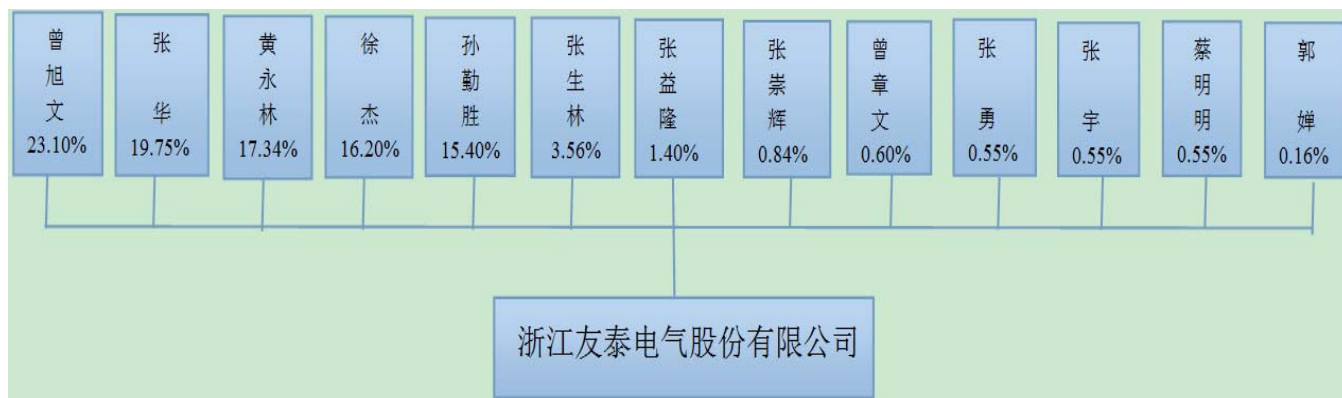 曾旭文
23.10%
张华
19.75%
黄永林
17.34%
徐杰
16.20%
孙勤胜
15.40%
张生林
3.56%
张益隆
1.40%
张崇辉
0.84%
曾章文
0.60%
张勇
0.55%
张宇
0.55%
蔡明明
0.55%
郭婵
0.16%
浙江友泰电气股份有限公司